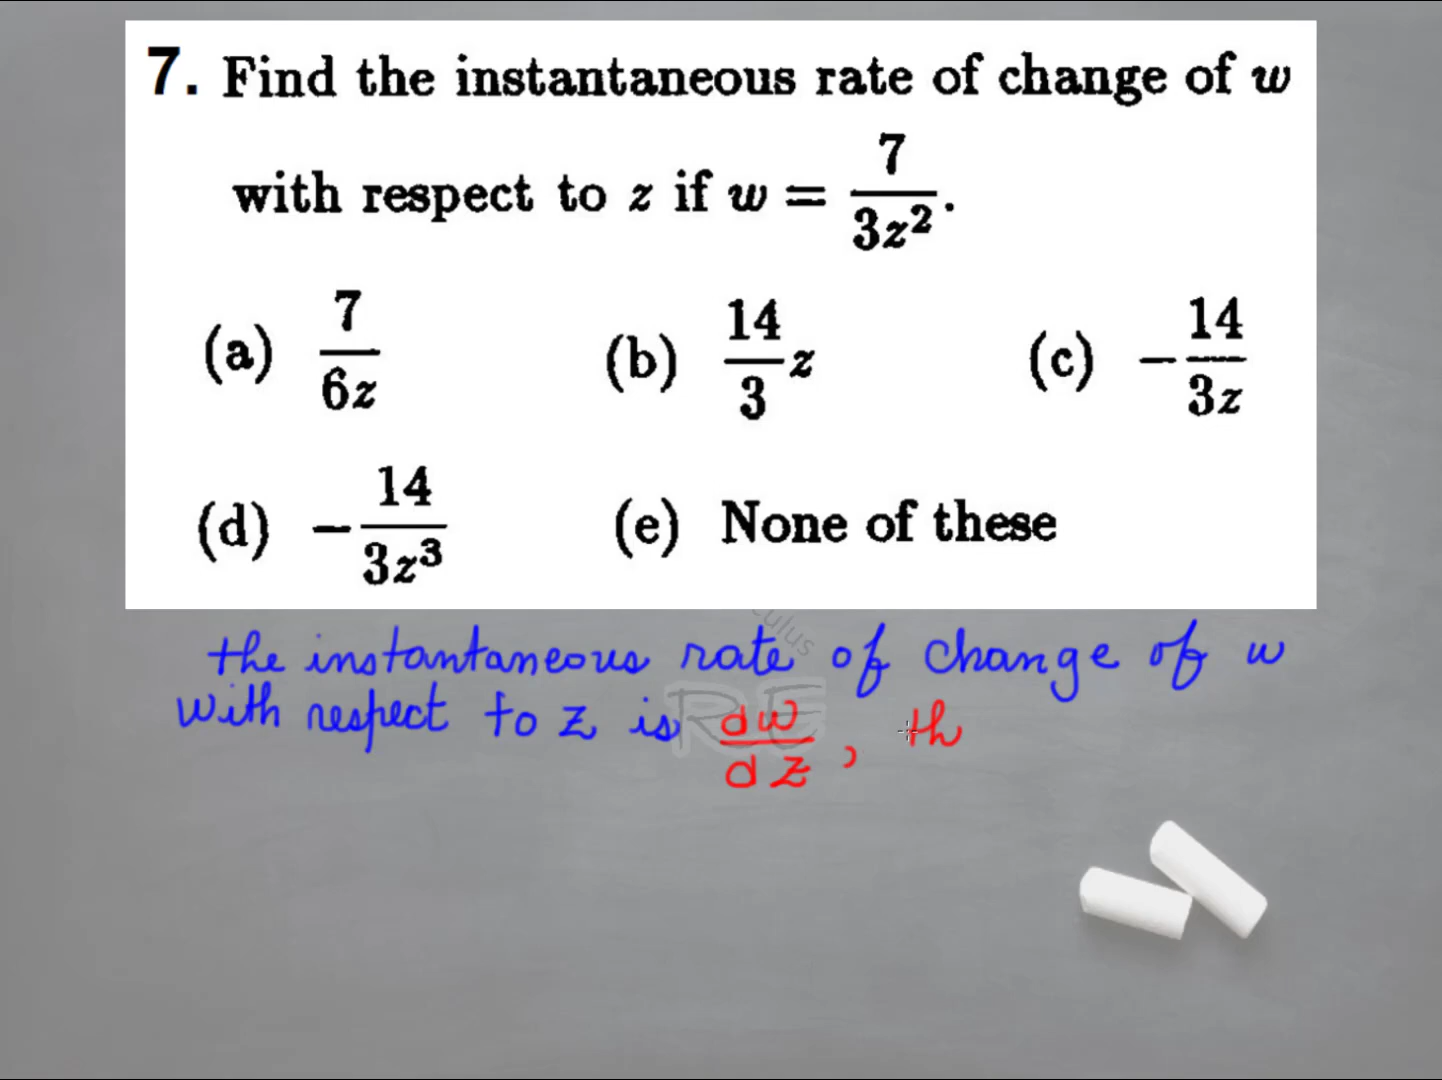 7. Find the instantaneous rate of change of w
with respect to z if w = 7/(3z²).
(a) 7/(6z) (b) 14/3 z (c) −14/(3z)
(d) −14/(3z³) (e) None of these
culus
the instantaneous rate of change of w
with respect to z is dw/dz, th
RG